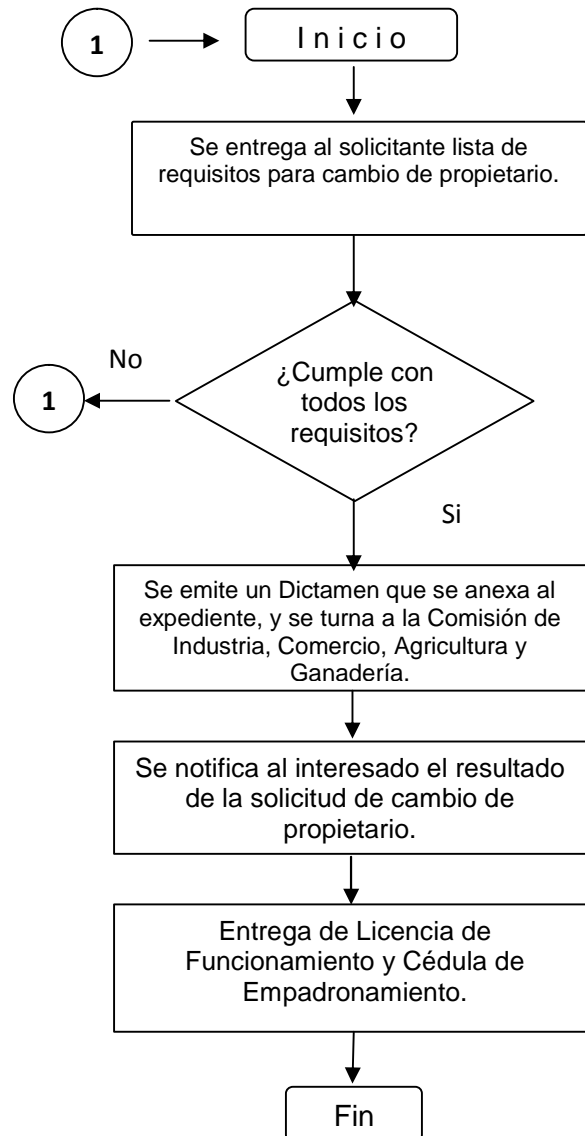 1
I n i c i o
Se entrega al solicitante lista de
requisitos para cambio de propietario.
No
1
¿Cumple con
todos los
requisitos?
Si
Se emite un Dictamen que se anexa al
expediente, y se turna a la Comisión de
Industria, Comercio, Agricultura y
Ganadería.
Se notifica al interesado el resultado
de la solicitud de cambio de
propietario.
Entrega de Licencia de
Funcionamiento y Cédula de
Empadronamiento.
Fin